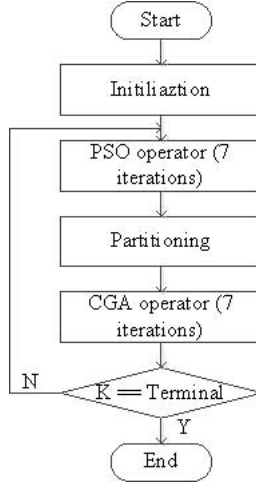 Start
Initiliaztion
PSO operator (7
iterations)
Partitioning
CGA operator (7
iterations)
K == Terminal
N
Y
End